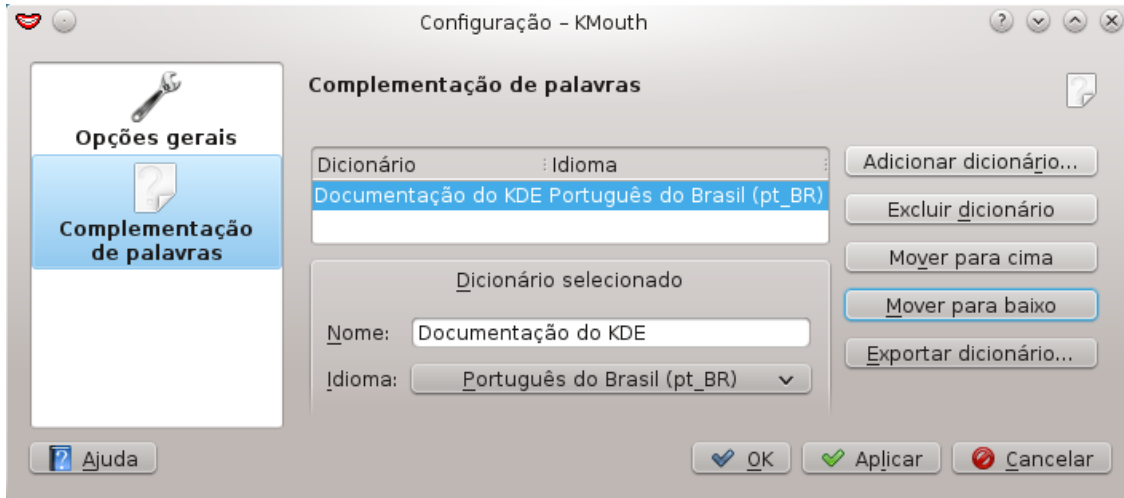 Configuração – KMouth
Opções gerais
Complementação
de palavras
Complementação de palavras
Dicionário Idioma
Documentação do KDE Português do Brasil (pt_BR)
Dicionário selecionado
Nome: Documentação do KDE
Idioma: Português do Brasil (pt_BR)
Adicionar dicionário...
Excluir dicionário
Mover para cima
Mover para baixo
Exportar dicionário...
Ajuda
OK
Aplicar
Cancelar